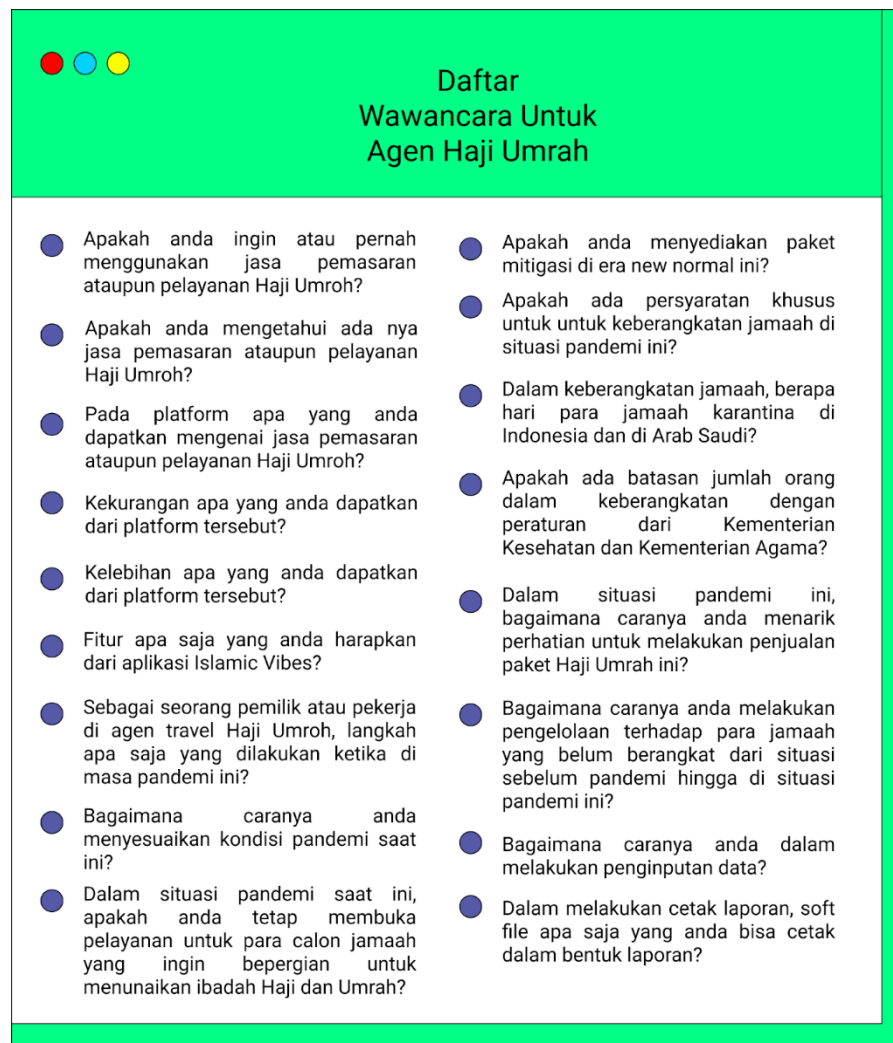 Daftar
Wawancara Untuk
Agen Haji Umrah
Apakah anda ingin atau pernah
menggunakan jasa pemasaran
ataupun pelayanan Haji Umroh?
Apakah anda mengetahui ada nya
jasa pemasaran ataupun pelayanan
Haji Umroh?
Pada platform apa yang anda
dapatkan mengenai jasa pemasaran
ataupun pelayanan Haji Umroh?
Kekurangan apa yang anda dapatkan
dari platform tersebut?
Kelebihan apa yang anda dapatkan
dari platform tersebut?
Fitur apa saja yang anda harapkan
dari aplikasi Islamic Vibes?
Sebagai seorang pemilik atau pekerja
di agen travel Haji Umroh, langkah
apa saja yang dilakukan ketika di
masa pandemi ini?
Bagaimana caranya anda
menyesuaikan kondisi pandemi saat
ini?
Dalam situasi pandemi saat ini,
apakah anda tetap membuka
pelayanan untuk para calon jamaah
yang ingin bepergian untuk
menunaikan ibadah Haji dan Umrah?
Apakah anda menyediakan paket
mitigasi di era new normal ini?
Apakah ada persyaratan khusus
untuk untuk keberangkatan jamaah di
situasi pandemi ini?
Dalam keberangkatan jamaah, berapa
hari para jamaah karantina di
Indonesia dan di Arab Saudi?
Apakah ada batasan jumlah orang
dalam keberangkatan dengan
peraturan dari Kementerian
Kesehatan dan Kementerian Agama?
Dalam situasi pandemi ini,
bagaimana caranya anda menarik
perhatian untuk melakukan penjualan
paket Haji Umrah ini?
Bagaimana caranya anda melakukan
pengelolaan terhadap para jamaah
yang belum berangkat dari situasi
sebelum pandemi hingga di situasi
pandemi ini?
Bagaimana caranya anda dalam
melakukan penginputan data?
Dalam melakukan cetak laporan, soft
file apa saja yang anda bisa cetak
dalam bentuk laporan?